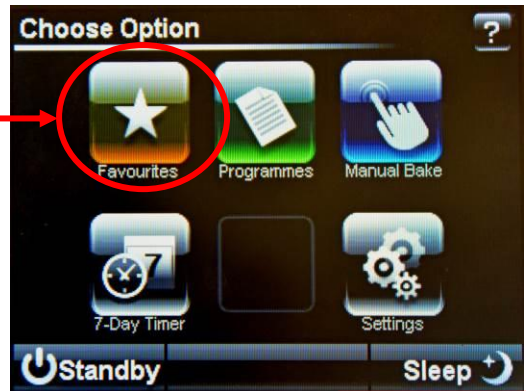 Choose Option
?
Favourites Programmes Manual Bake
7
7-Day Timer Settings
Standby Sleep